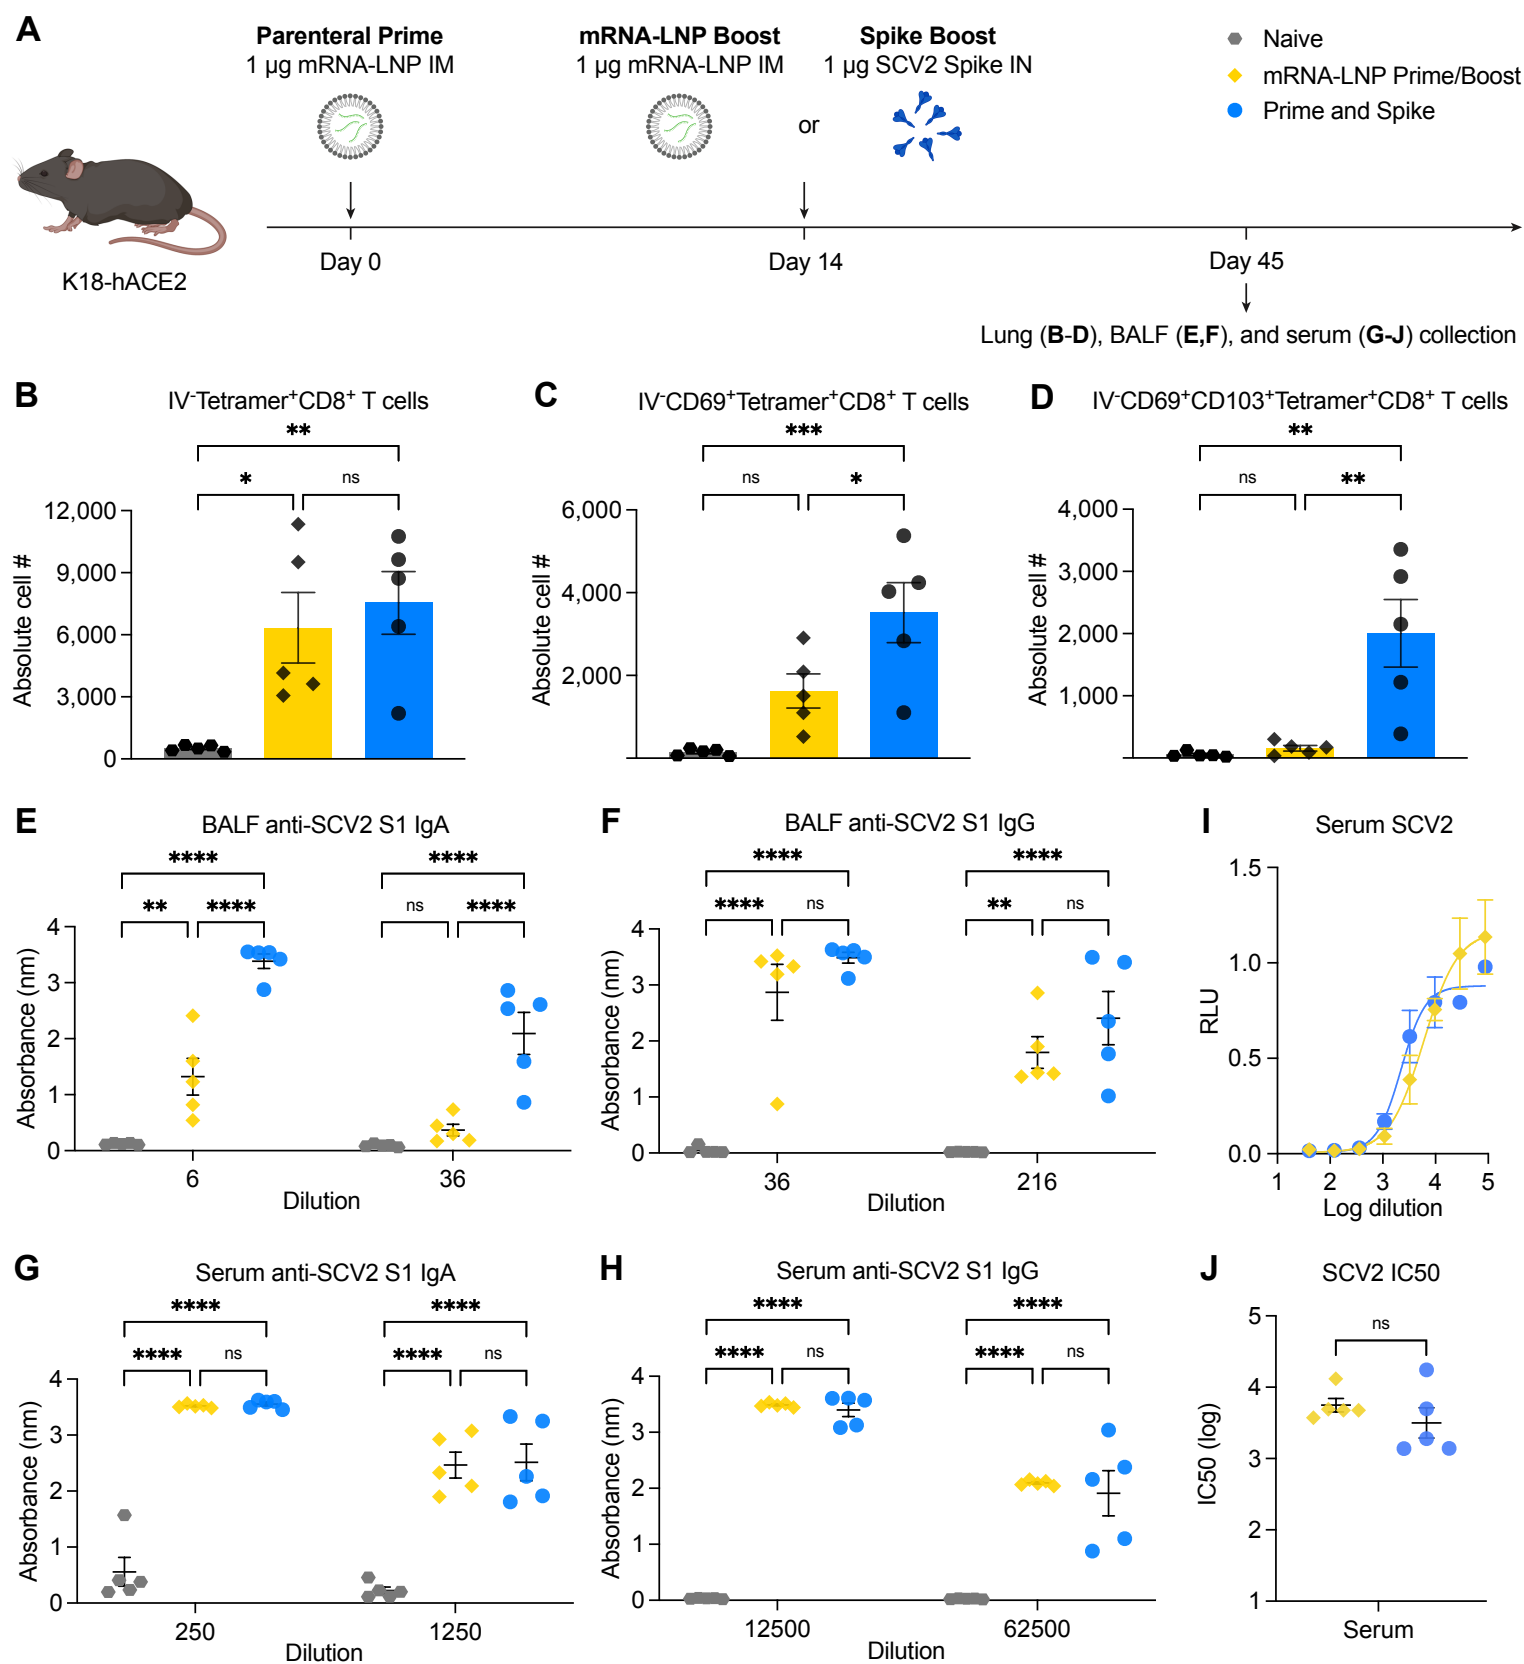 A
Parenteral Prime
1 µg mRNA-LNP IM
mRNA-LNP Boost
1 µg mRNA-LNP IM
or
Spike Boost
1 µg SCV2 Spike IN
Naive
mRNA-LNP Prime/Boost
Prime and Spike
K18-hACE2
Day 0
Day 14
Day 45
Lung (B-D), BALF (E,F), and serum (G-J) collection
B
IV⁻Tetramer⁺CD8⁺ T cells
**
*
ns
Absolute cell #
12,000
9,000
6,000
3,000
0
C
IV⁻CD69⁺Tetramer⁺CD8⁺ T cells
***
ns
*
Absolute cell #
6,000
4,000
2,000
D
IV⁻CD69⁺CD103⁺Tetramer⁺CD8⁺ T cells
**
ns
**
Absolute cell #
4,000
3,000
2,000
1,000
E
BALF anti-SCV2 S1 IgA
**** ****
** **** ns ****
Absorbance (nm)
4
3
2
1
0
6 36
Dilution
F
BALF anti-SCV2 S1 IgG
**** ****
**** ns ** ns
Absorbance (nm)
4
3
2
1
0
36 216
Dilution
I
Serum SCV2
RLU
1.5
1.0
0.5
0.0
1 2 3 4 5
Log dilution
G
Serum anti-SCV2 S1 IgA
**** ****
**** ns **** ns
Absorbance (nm)
4
3
2
1
0
250 1250
Dilution
H
Serum anti-SCV2 S1 IgG
**** ****
**** ns **** ns
Absorbance (nm)
4
3
2
1
0
12500 62500
Dilution
J
SCV2 IC50
ns
IC50 (log)
5
4
3
2
1
Serum